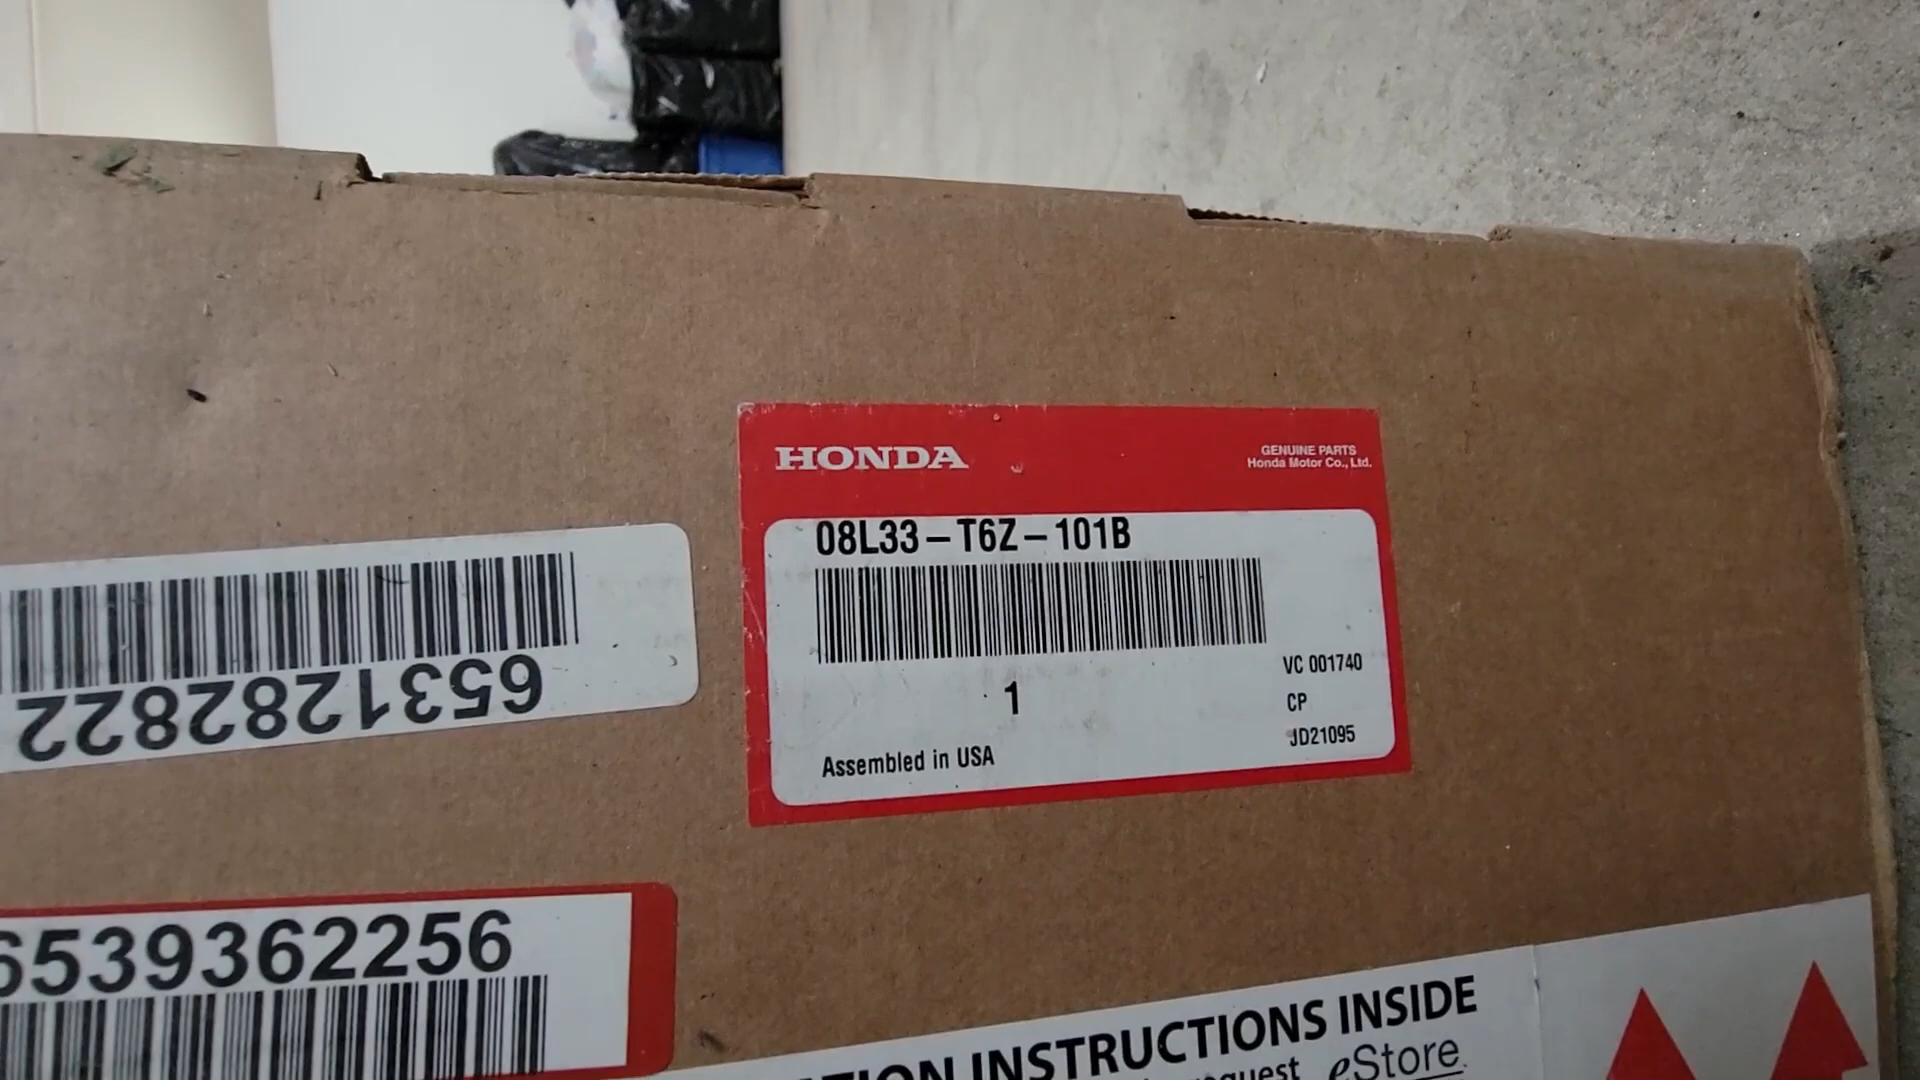 HONDA
GENUINE PARTS
Honda Motor Co., Ltd.
08L33-T6Z-101B
1
VC 001740
CP
JD21095
Assembled in USA
6531282822
6539362256
INSTRUCTIONS INSIDE
eStore